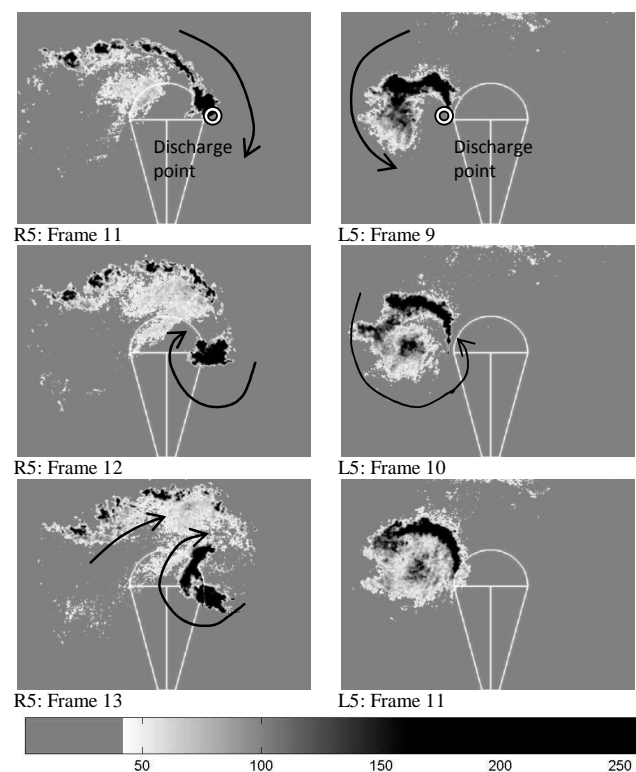 Discharge
point
Discharge
point
R5: Frame 11
L5: Frame 9
R5: Frame 12
L5: Frame 10
R5: Frame 13
L5: Frame 11
50 100 150 200 250